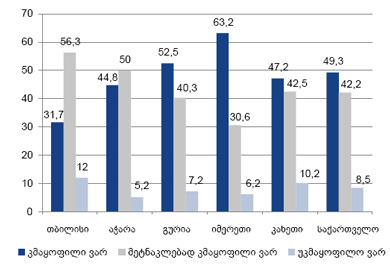 70
60
50
40
30
20
10
0
31,7 56,3 12
44,8 50 5,2
52,5 40,3 7,2
63,2 30,6 6,2
47,2 42,5 10,2
49,3 42,2 8,5
თბილისი აჭარა გურია იმერეთი კახეთი საქართველო
კმაყოფილი ვარ მეტნაკლებად კმაყოფილი ვარ უკმაყოფილო ვარ